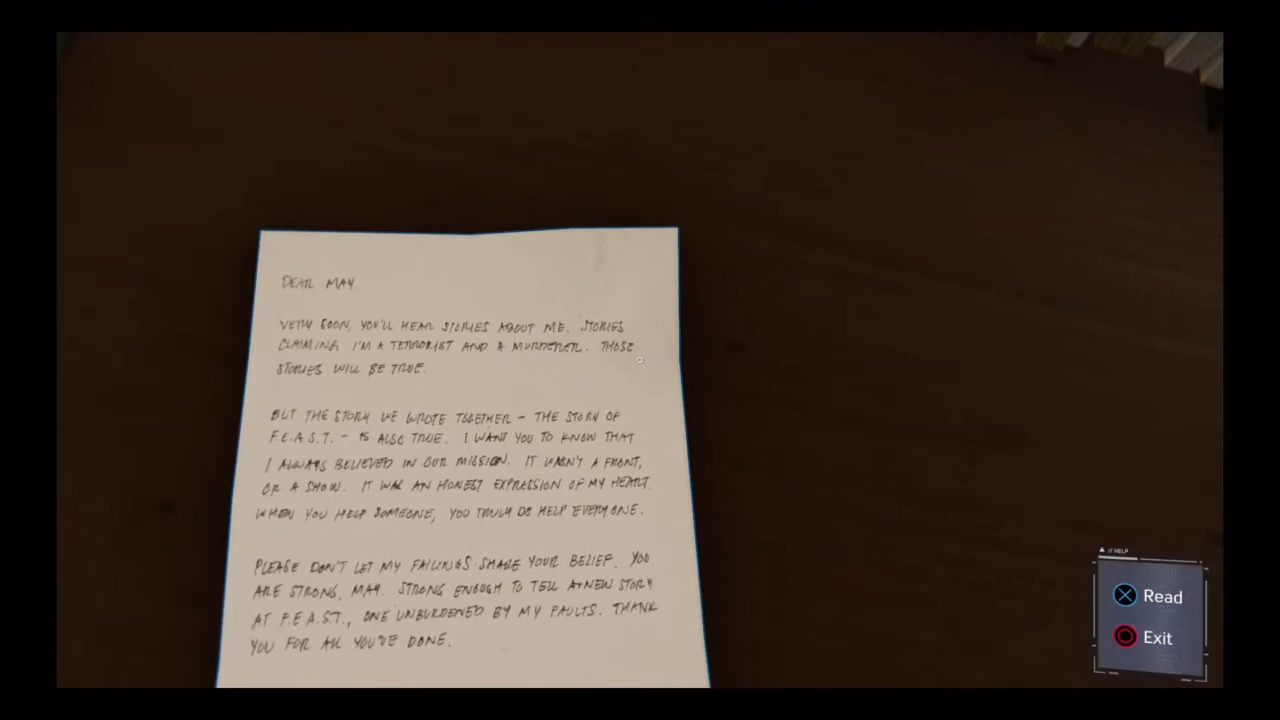 DEAR MAY.
VERY SOON, YOU'LL HEAR STORIES ABOUT ME. STORIES
CLAIMING I'M A TERRORIST AND A MURDERER. THOSE
STORIES WILL BE TRUE.
BUT THE STORY WE WROTE TOGETHER – THE STORY OF
F.E.A.S.T. – IS ALSO TRUE. I WANT YOU TO KNOW THAT
I ALWAYS BELIEVED IN OUR MISSION. IT WASN'T A FRONT,
OR A SHOW. IT WAS AN HONEST EXPRESSION OF MY HEART.
WHEN YOU HELP SOMEONE, YOU TRULY DO HELP EVERYONE.
PLEASE DON'T LET MY FAILINGS SHAKE YOUR BELIEF. YOU
ARE STRONG, MAY. STRONG ENOUGH TO TELL A NEW STORY
AT F.E.A.S.T., ONE UNBURDENED BY MY FAULTS. THANK
YOU FOR ALL YOU'VE DONE.
// HELP
Read
Exit